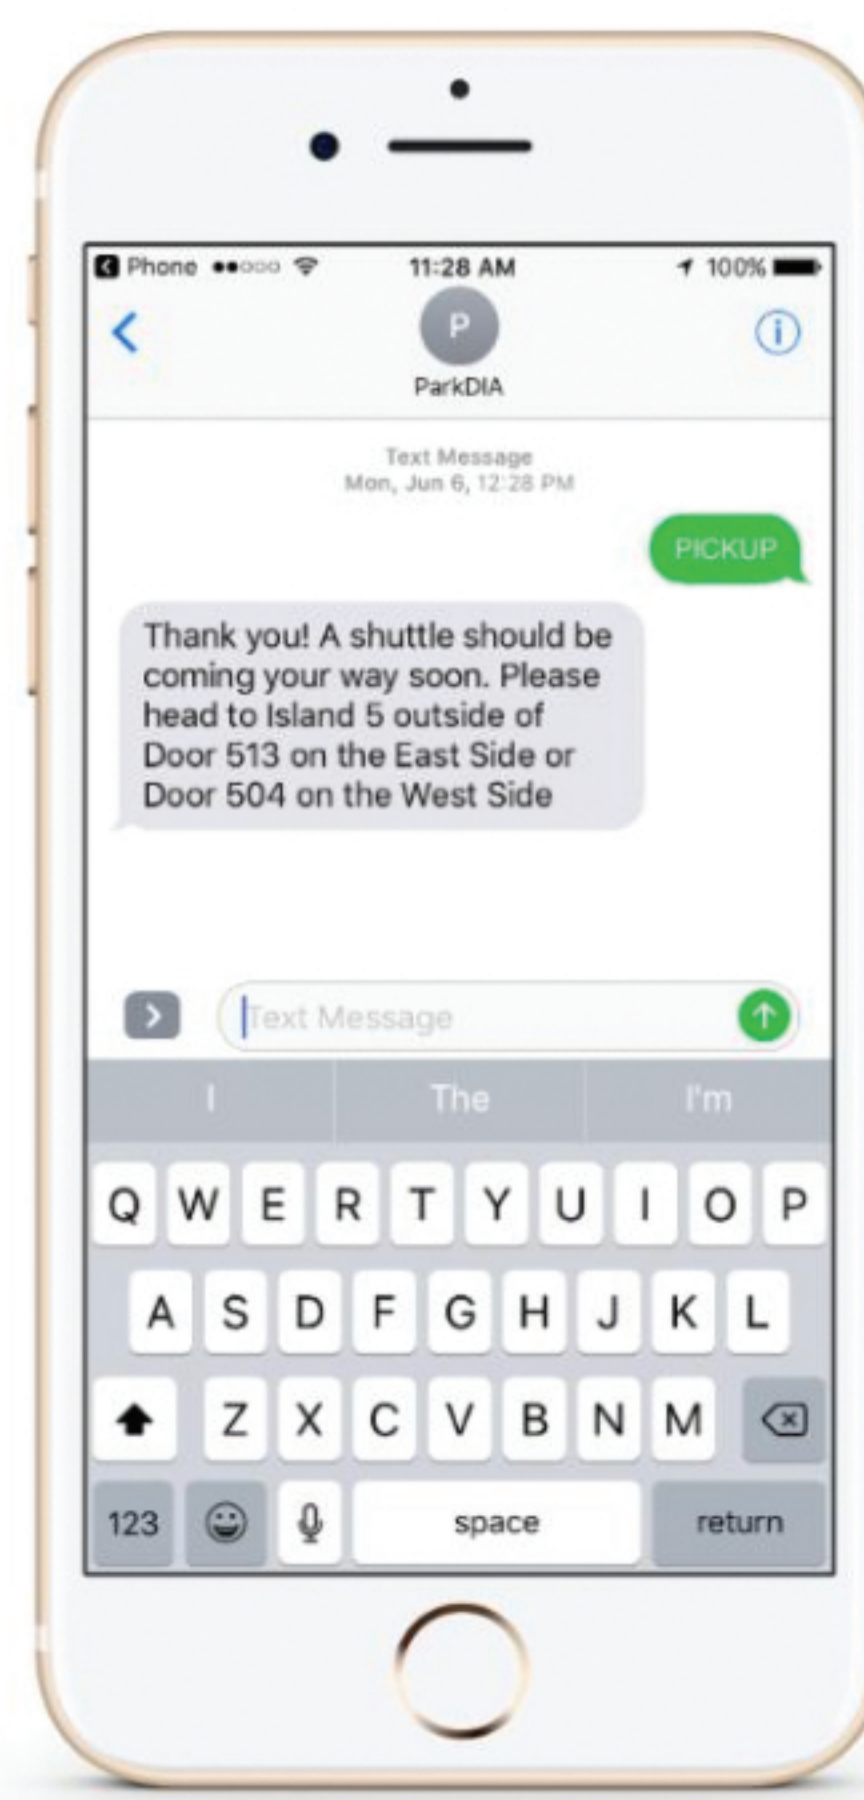 Phone 11:28 AM 100%
P
ParkDIA
Text Message
Mon, Jun 6, 12:28 PM
PICKUP
Thank you! A shuttle should be
coming your way soon. Please
head to Island 5 outside of
Door 513 on the East Side or
Door 504 on the West Side
Text Message
I The I'm
Q W E R T Y U I O P
A S D F G H J K L
Z X C V B N M
123 space return